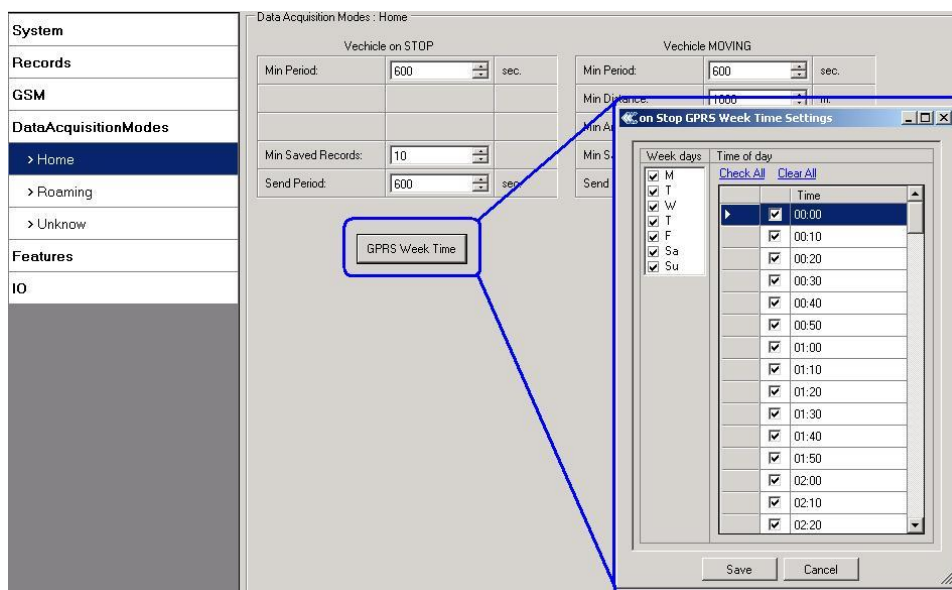 System
Records
GSM
DataAcquisitionModes
> Home
> Roaming
> Unknow
Features
IO
Data Acquisition Modes : Home
Vechicle on STOP
Min Period: 600 sec.
Min Saved Records: 10
Send Period: 600 sec.
GPRS Week Time
Vechicle MOVING
Min Period: 600 sec.
Min Distance: 1000 m.
Min
Min
Send
on Stop GPRS Week Time Settings
Week days
M
T
W
T
F
Sa
Su
Time of day
Check All Clear All
Time
00:00
00:10
00:20
00:30
00:40
00:50
01:00
01:10
01:20
01:30
01:40
01:50
02:00
02:10
02:20
Save Cancel